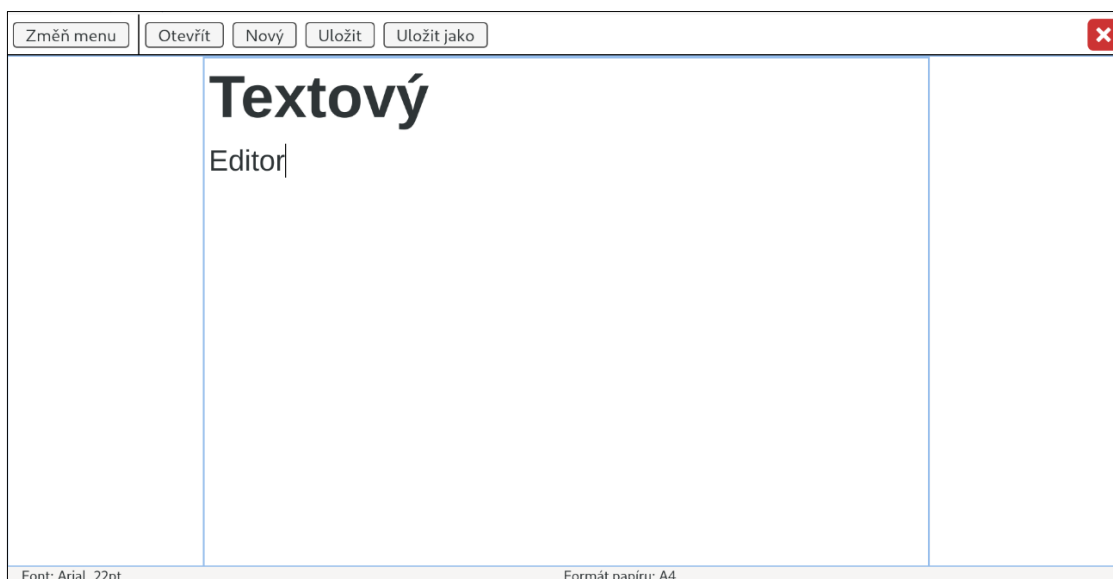 Změň menu Otevřít Nový Uložit Uložit jako
Textový
Editor
Font: Arial, 22pt Formát papíru: A4